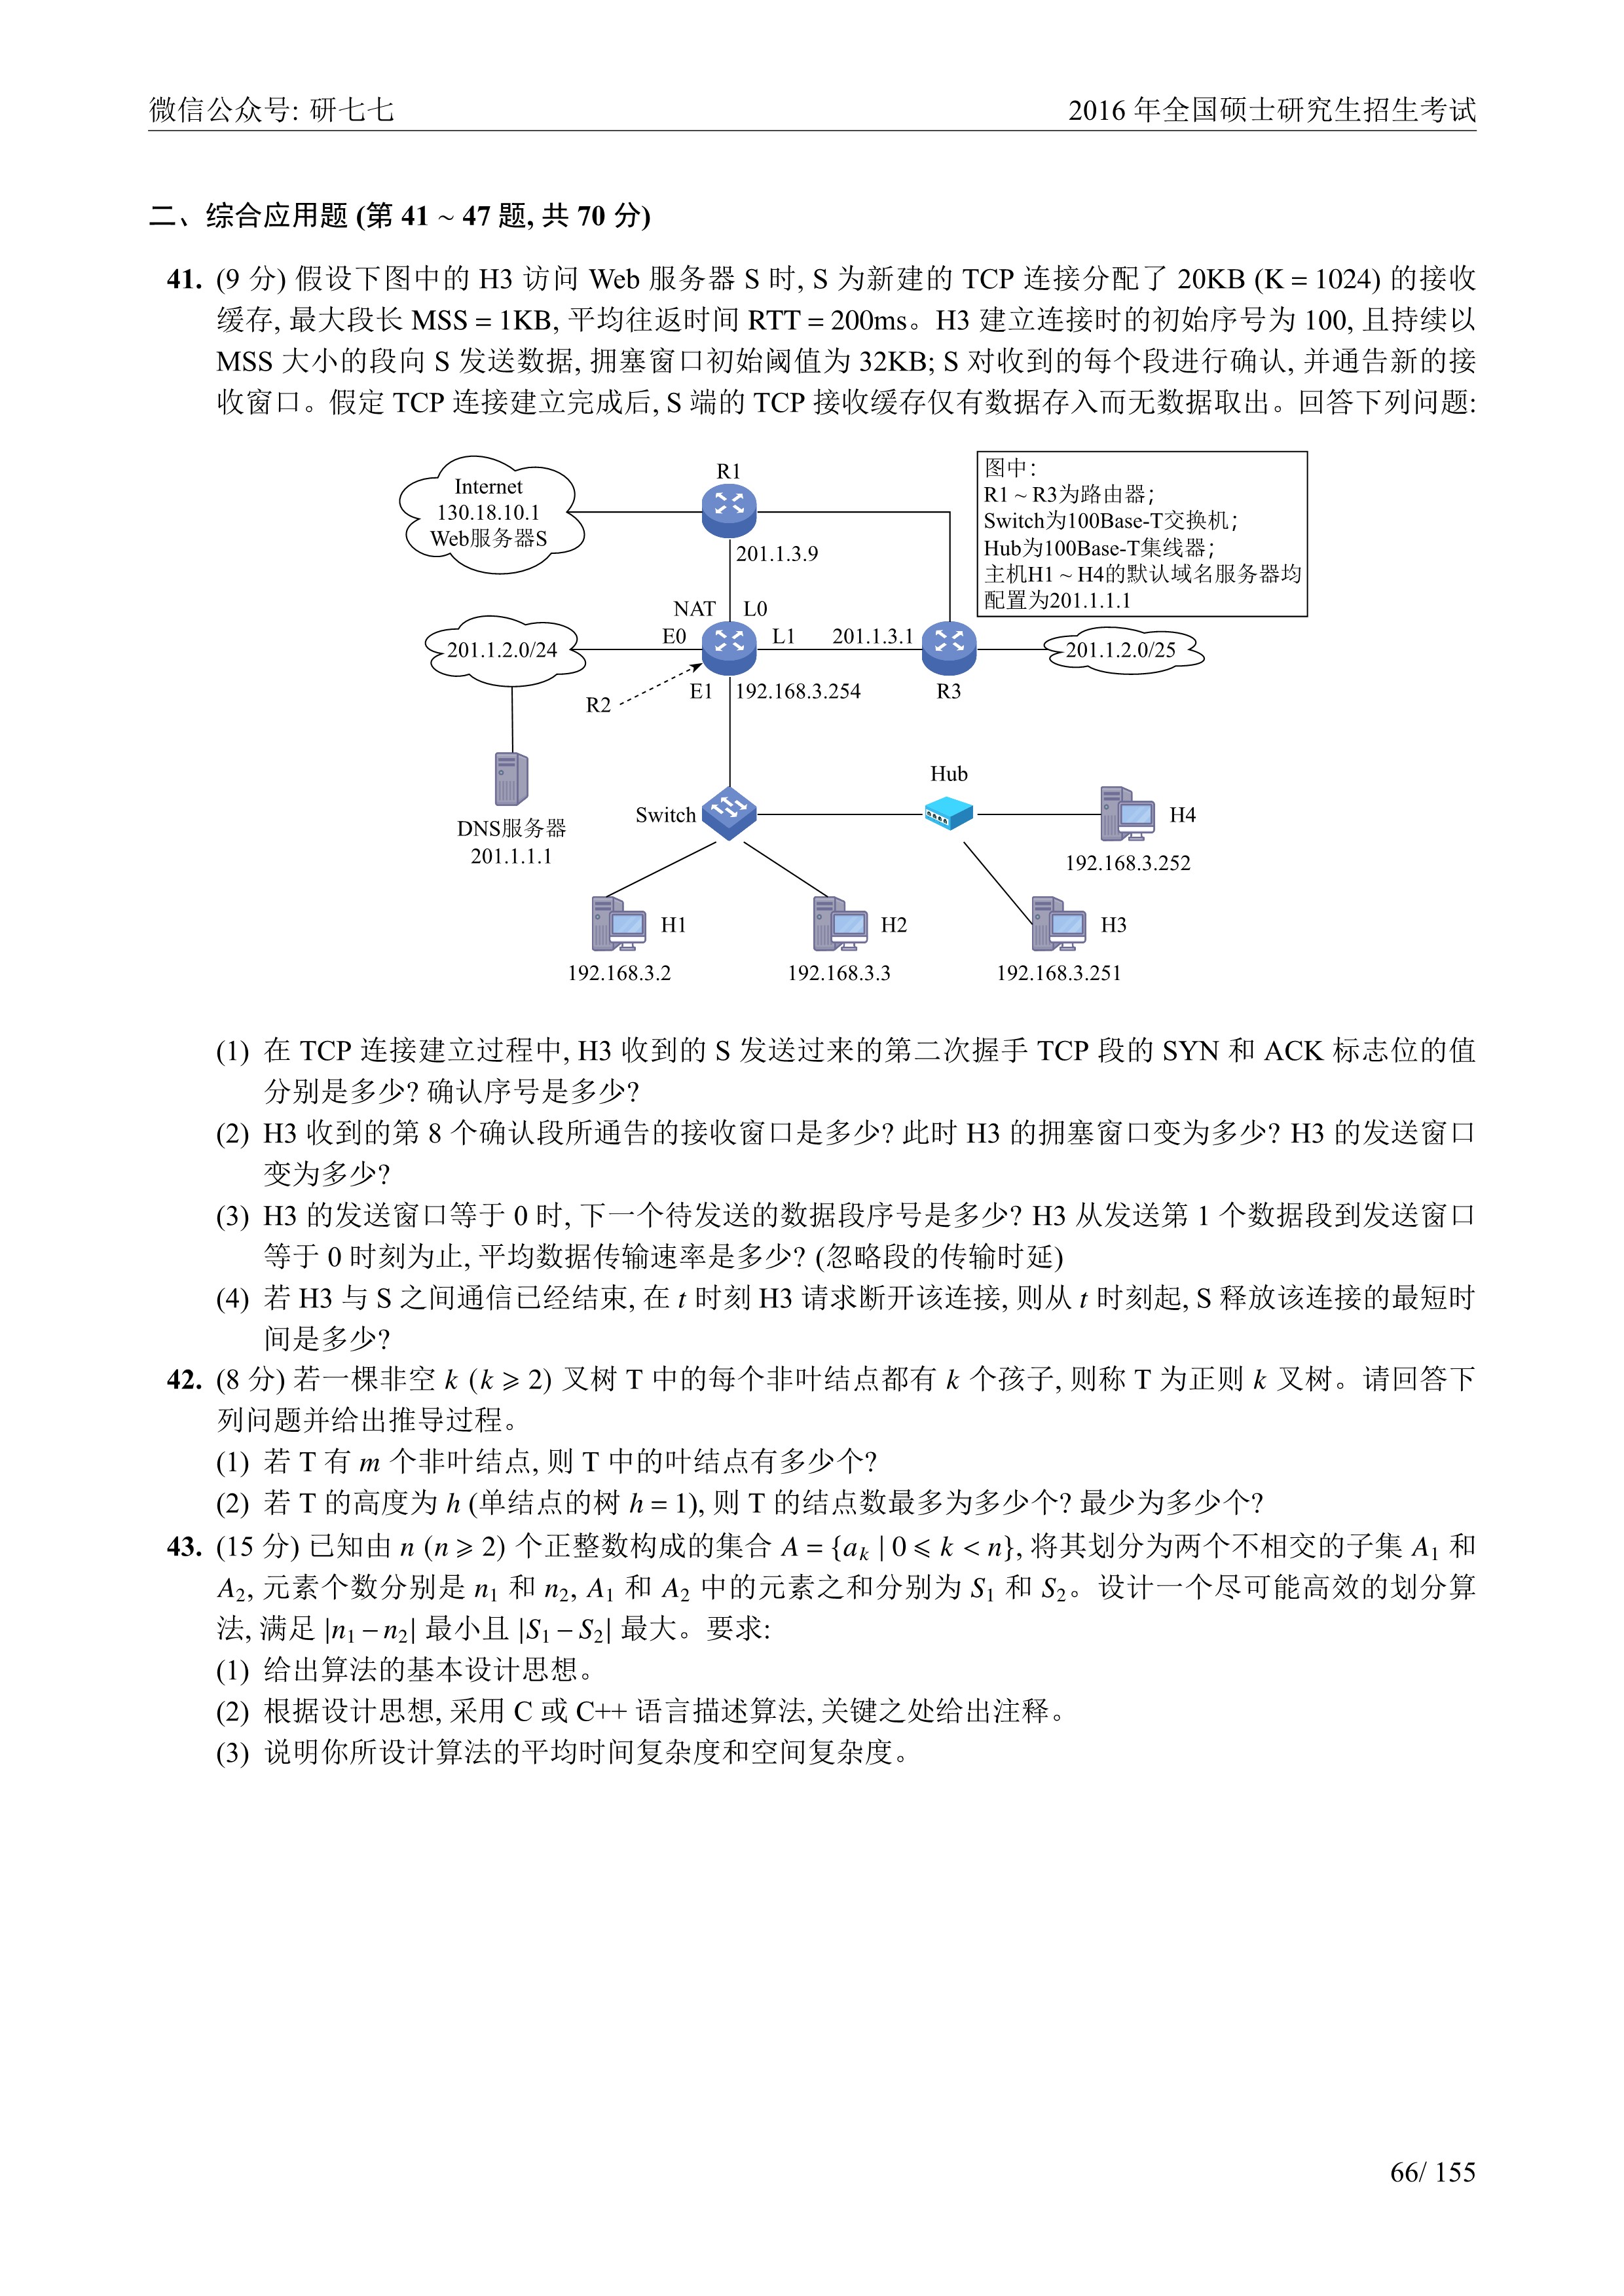 微信公众号: 研七七
2016 年全国硕士研究生招生考试
二、综合应用题 (第 41 ~ 47 题, 共 70 分)
41. (9 分) 假设下图中的 H3 访问 Web 服务器 S 时, S 为新建的 TCP 连接分配了 20KB (K = 1024) 的接收
缓存, 最大段长 MSS = 1KB, 平均往返时间 RTT = 200ms。H3 建立连接时的初始序号为 100, 且持续以
MSS 大小的段向 S 发送数据, 拥塞窗口初始阈值为 32KB; S 对收到的每个段进行确认, 并通告新的接
收窗口。假定 TCP 连接建立完成后, S 端的 TCP 接收缓存仅有数据存入而无数据取出。回答下列问题:
Internet
130.18.10.1
Web服务器S
R1
201.1.3.9
图中:
R1 ~ R3为路由器;
Switch为100Base-T交换机;
Hub为100Base-T集线器;
主机H1 ~ H4的默认域名服务器均
配置为201.1.1.1
NAT L0
E0 L1 201.1.3.1
201.1.2.0/24
201.1.2.0/25
R2
E1 192.168.3.254
R3
Hub
Switch
H4
DNS服务器
201.1.1.1
192.168.3.252
H1
H2
H3
192.168.3.2
192.168.3.3
192.168.3.251
(1) 在 TCP 连接建立过程中, H3 收到的 S 发送过来的第二次握手 TCP 段的 SYN 和 ACK 标志位的值
分别是多少? 确认序号是多少?
(2) H3 收到的第 8 个确认段所通告的接收窗口是多少? 此时 H3 的拥塞窗口变为多少? H3 的发送窗口
变为多少?
(3) H3 的发送窗口等于 0 时, 下一个待发送的数据段序号是多少? H3 从发送第 1 个数据段到发送窗口
等于 0 时刻为止, 平均数据传输速率是多少? (忽略段的传输时延)
(4) 若 H3 与 S 之间通信已经结束, 在 t 时刻 H3 请求断开该连接, 则从 t 时刻起, S 释放该连接的最短时
间是多少?
42. (8 分) 若一棵非空 k (k ⩾ 2) 叉树 T 中的每个非叶结点都有 k 个孩子, 则称 T 为正则 k 叉树。请回答下
列问题并给出推导过程。
(1) 若 T 有 m 个非叶结点, 则 T 中的叶结点有多少个?
(2) 若 T 的高度为 h (单结点的树 h = 1), 则 T 的结点数最多为多少个? 最少为多少个?
43. (15 分) 已知由 n (n ⩾ 2) 个正整数构成的集合 A = {aₖ | 0 ⩽ k < n}, 将其划分为两个不相交的子集 A₁ 和
A₂, 元素个数分别是 n₁ 和 n₂, A₁ 和 A₂ 中的元素之和分别为 S₁ 和 S₂。设计一个尽可能高效的划分算
法, 满足 |n₁ − n₂| 最小且 |S₁ − S₂| 最大。要求:
(1) 给出算法的基本设计思想。
(2) 根据设计思想, 采用 C 或 C++ 语言描述算法, 关键之处给出注释。
(3) 说明你所设计算法的平均时间复杂度和空间复杂度。
66/ 155